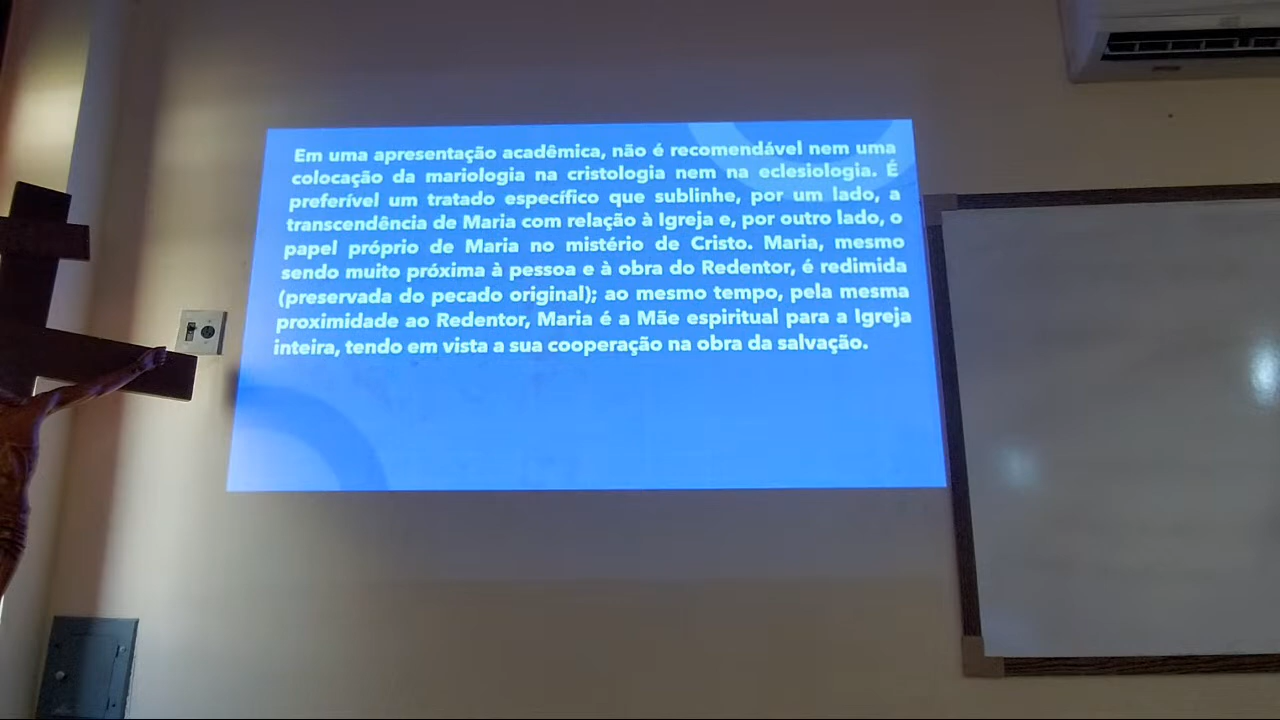 Em uma apresentação acadêmica, não é recomendável nem uma
colocação da mariologia na cristologia nem na eclesiologia. É
preferível um tratado específico que sublinhe, por um lado, a
transcendência de Maria com relação à Igreja e, por outro lado, o
papel próprio de Maria no mistério de Cristo. Maria, mesmo
sendo muito próxima à pessoa e à obra do Redentor, é redimida
(preservada do pecado original); ao mesmo tempo, pela mesma
proximidade ao Redentor, Maria é a Mãe espiritual para a Igreja
inteira, tendo em vista a sua cooperação na obra da salvação.